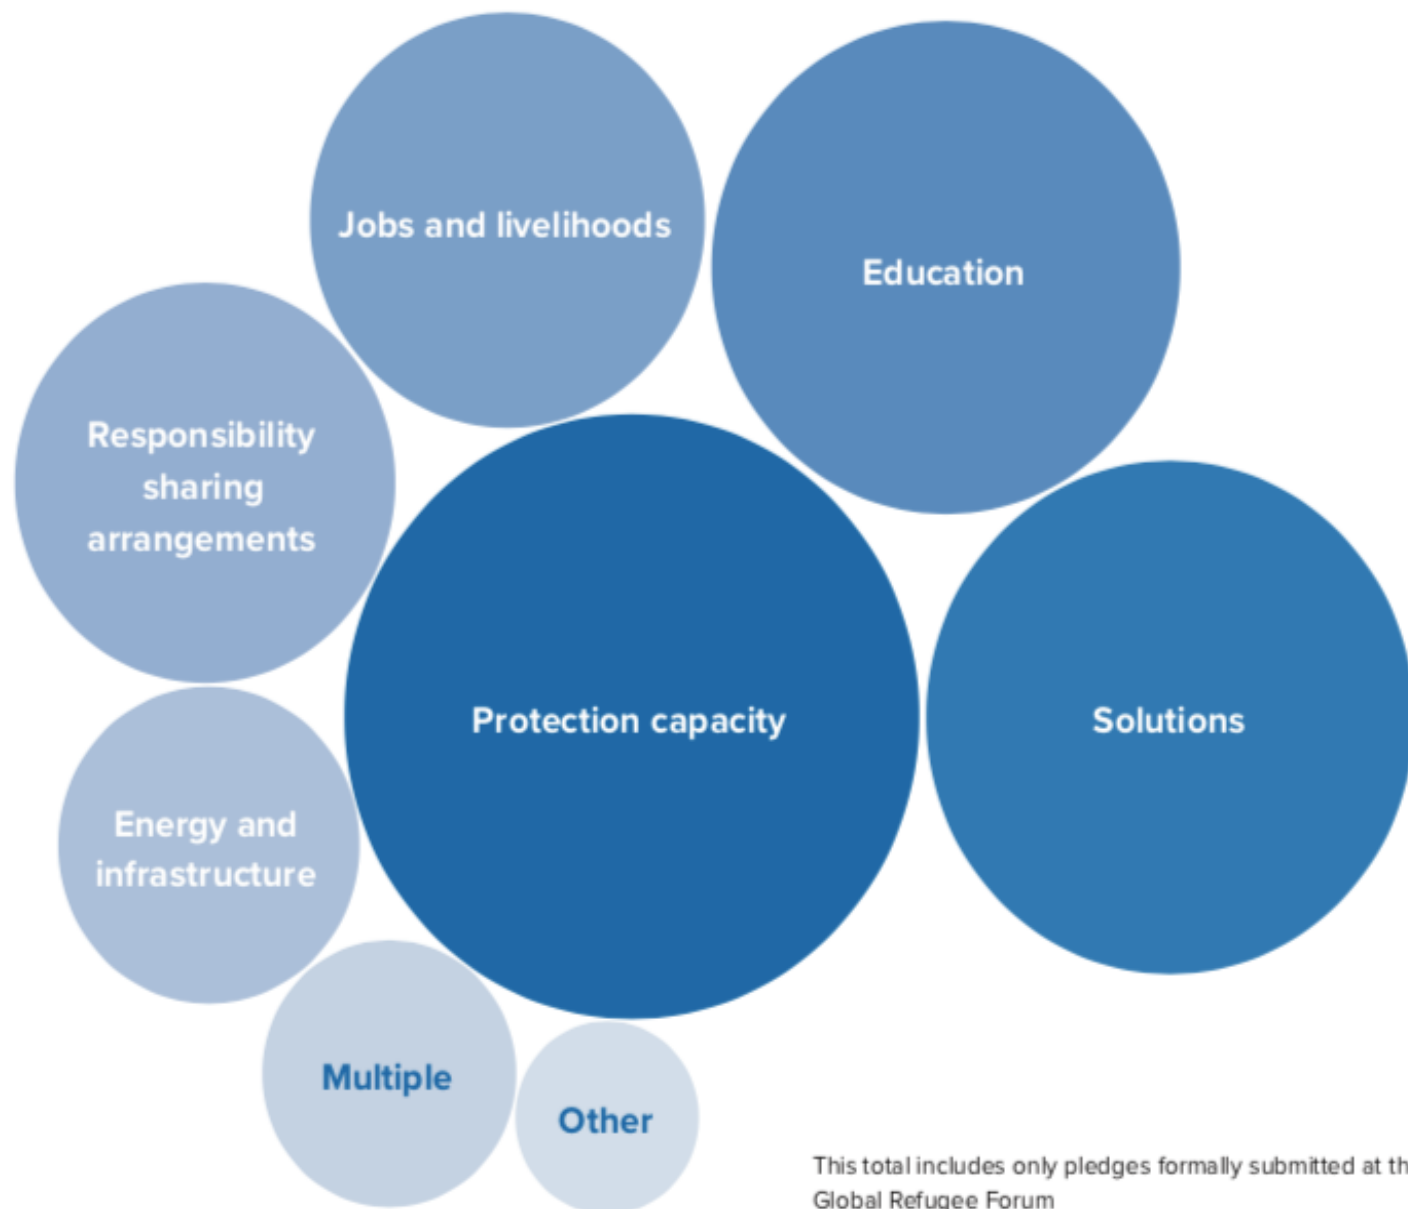 Jobs and livelihoods
Education
Responsibility
sharing
arrangements
Protection capacity
Solutions
Energy and
infrastructure
Multiple
Other
This total includes only pledges formally submitted at th
Global Refugee Forum